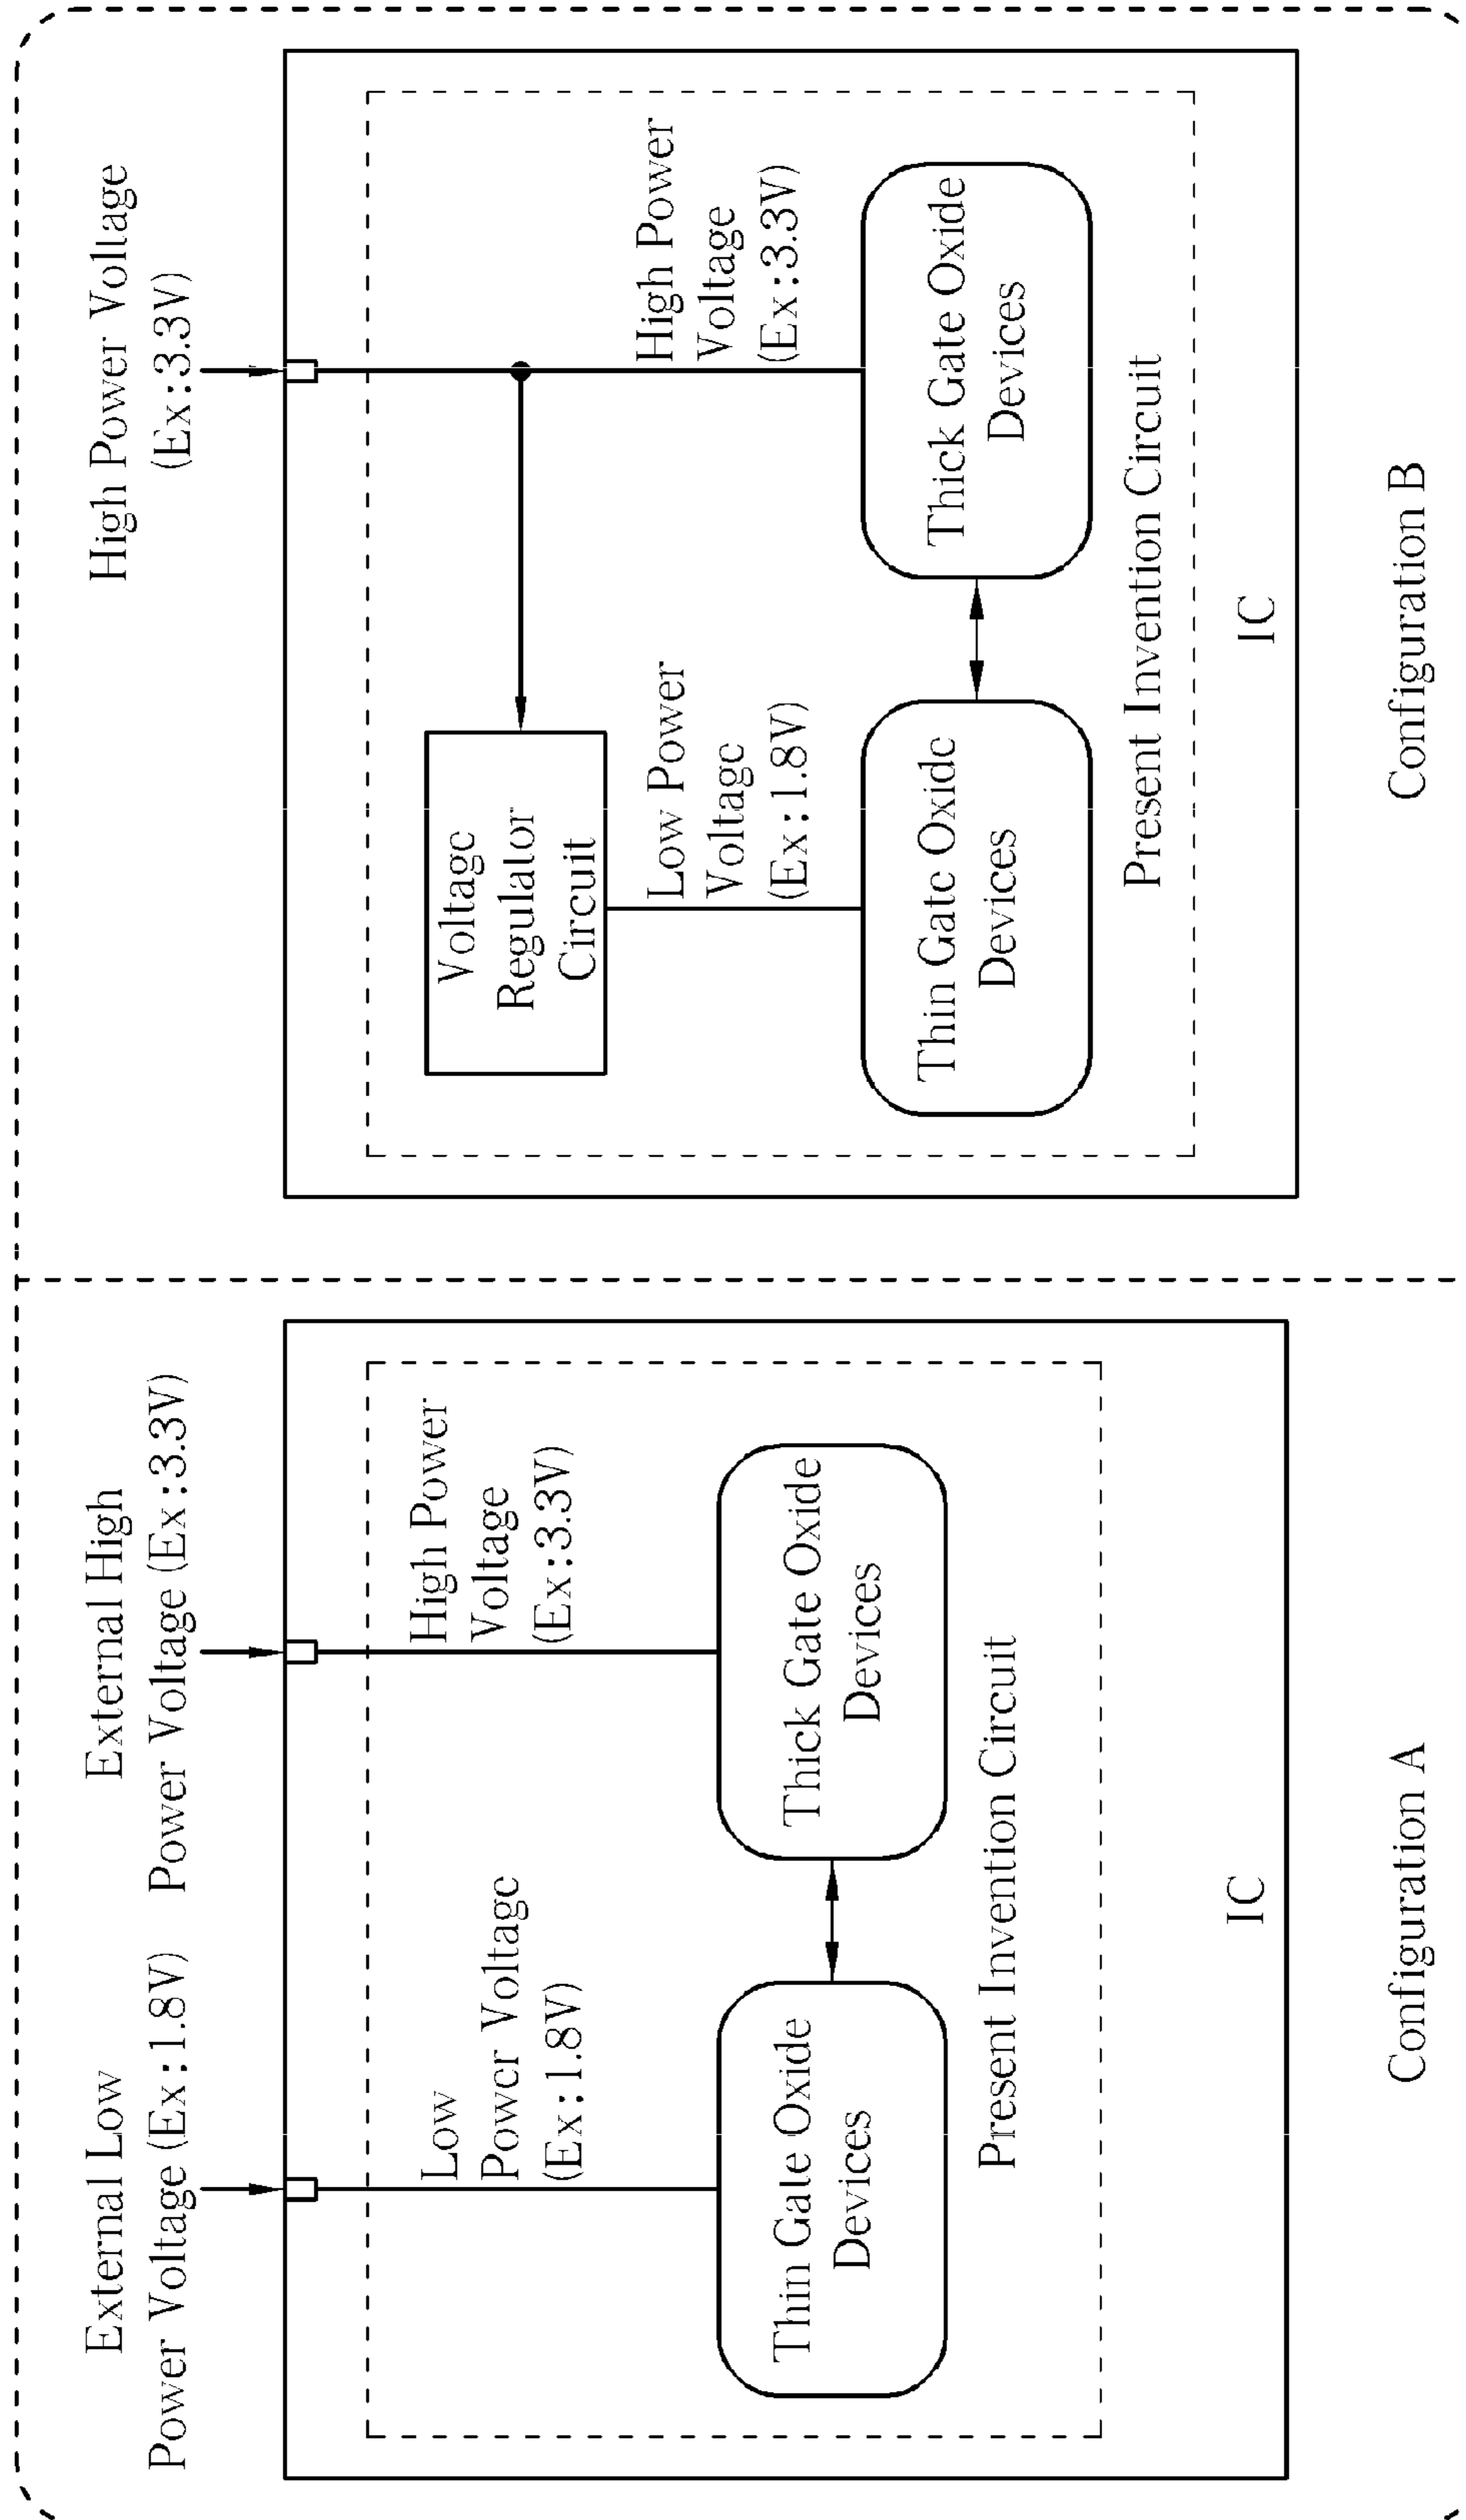 External Low
Power Voltage (Ex:1.8V)
External High
Power Voltage (Ex:3.3V)
Low
Power Voltage
(Ex:1.8V)
High Power
Voltage
(Ex:3.3V)
Thin Gate Oxide
Devices
Thick Gate Oxide
Devices
Present Invention Circuit
IC
Configuration A
High Power Voltage
(Ex:3.3V)
Voltage
Regulator
Circuit
Low Power
Voltage
(Ex:1.8V)
High Power
Voltage
(Ex:3.3V)
Thin Gate Oxide
Devices
Thick Gate Oxide
Devices
Present Invention Circuit
IC
Configuration B